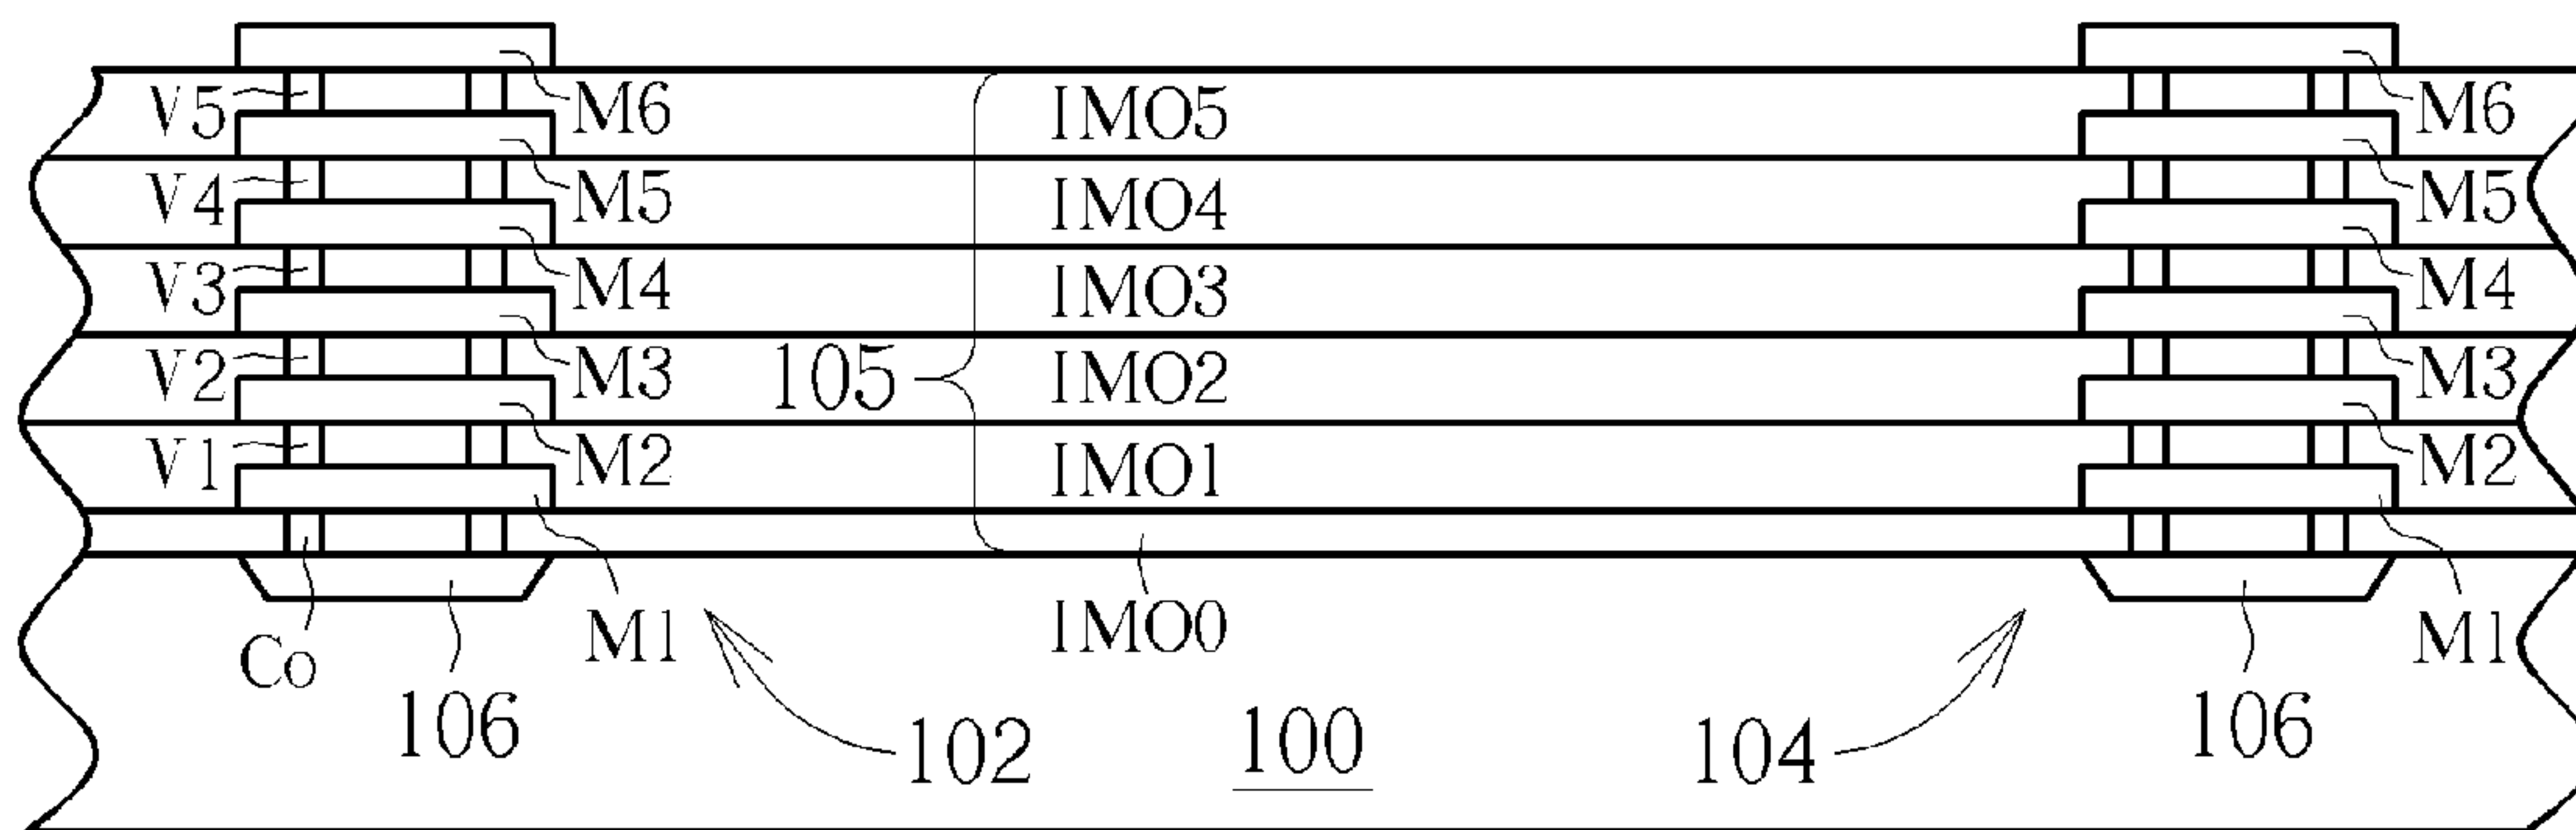 V5 M6 IMO5 M6
V4 M5 IMO4 M5
V3 M4 IMO3 M4
V2 M3 105 IMO2 M3
V1 M2 IMO1 M2
Co M1 IMO0 M1
106 102 100 104 106